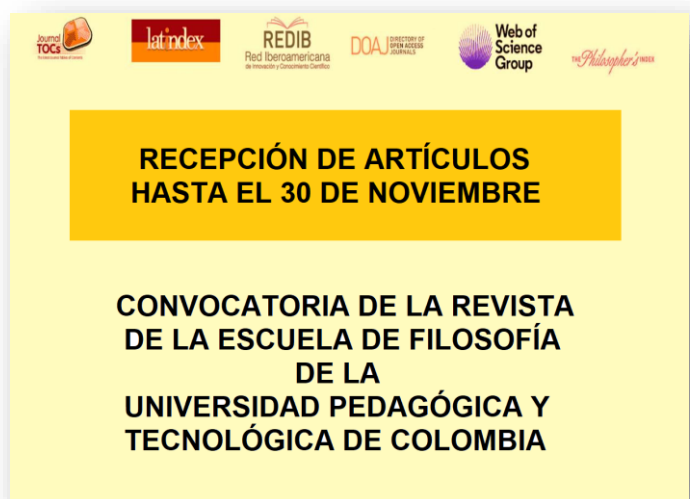 Journal
TOCs
latindex
REDIB
Red Iberoamericana
de Innovación y Conocimiento Científico
DOAJ
DIRECTORY OF
OPEN ACCESS
JOURNALS
Web of
Science
Group
THE Philosopher's INDEX
RECEPCIÓN DE ARTÍCULOS
HASTA EL 30 DE NOVIEMBRE
CONVOCATORIA DE LA REVISTA
DE LA ESCUELA DE FILOSOFÍA
DE LA
UNIVERSIDAD PEDAGÓGICA Y
TECNOLÓGICA DE COLOMBIA